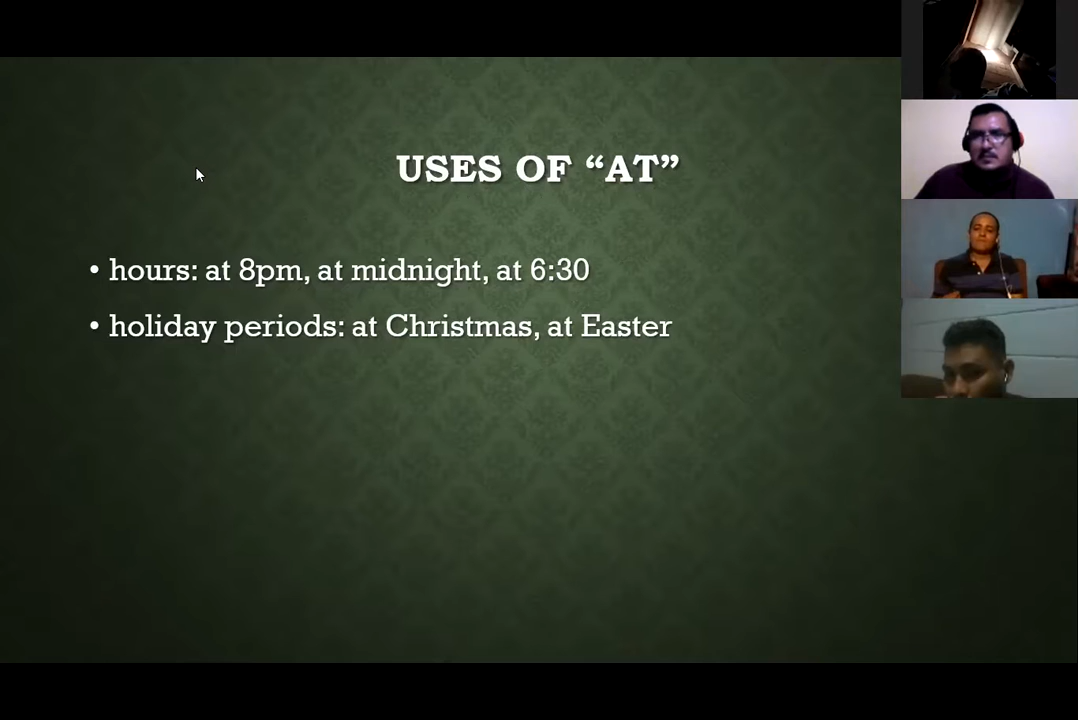 USES OF “AT”
• hours: at 8pm, at midnight, at 6:30
• holiday periods: at Christmas, at Easter